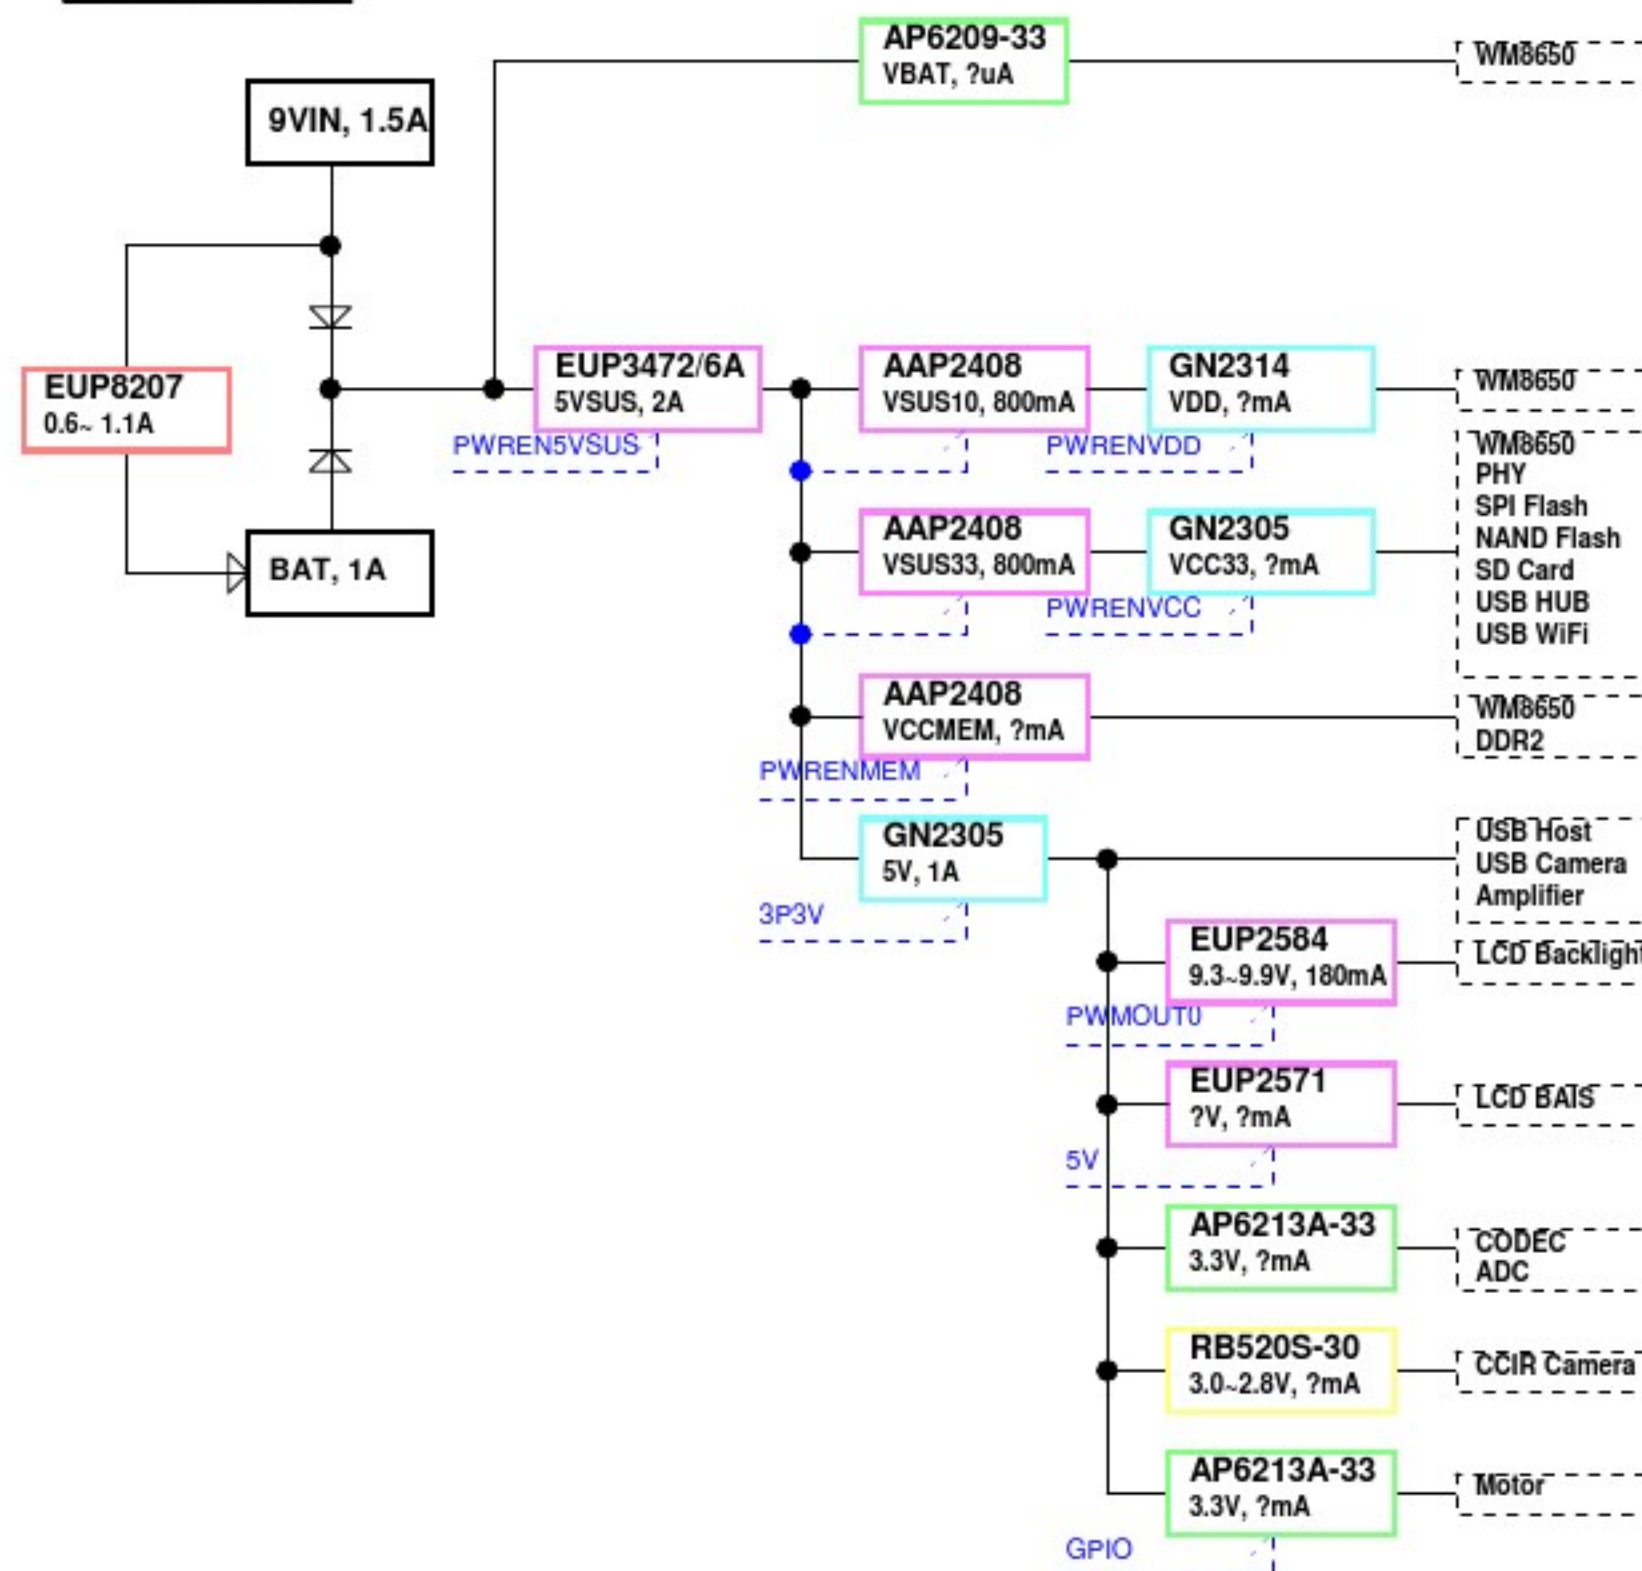 AP6209-33
VBAT, ?uA
WM8650
9VIN, 1.5A
EUP8207
0.6~ 1.1A
BAT, 1A
EUP3472/6A
5VSUS, 2A
PWREN5VSUS
AAP2408
VSUS10, 800mA
GN2314
VDD, ?mA
PWRENVDD
WM8650
AAP2408
VSUS33, 800mA
GN2305
VCC33, ?mA
PWRENVCC
WM8650
PHY
SPI Flash
NAND Flash
SD Card
USB HUB
USB WiFi
AAP2408
VCCMEM, ?mA
PWRENMEM
WM8650
DDR2
GN2305
5V, 1A
3P3V
USB Host
USB Camera
Amplifier
EUP2584
9.3~9.9V, 180mA
PWMOUT0
LCD Backlight
EUP2571
?V, ?mA
5V
LCD BAIS
AP6213A-33
3.3V, ?mA
CODEC
ADC
RB520S-30
3.0~2.8V, ?mA
CCIR Camera
AP6213A-33
3.3V, ?mA
GPIO
Motor